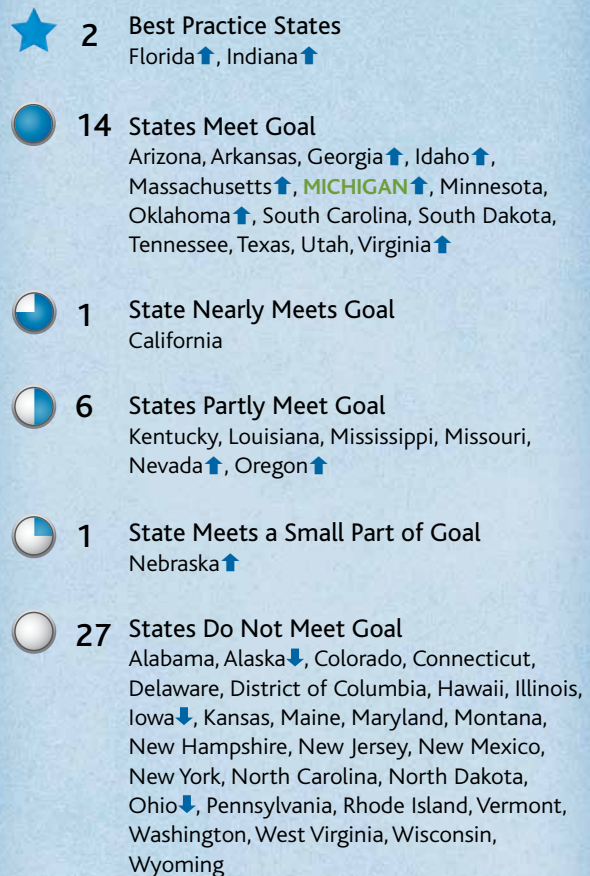 2 Best Practice States
Florida⬆, Indiana⬆
14 States Meet Goal
Arizona, Arkansas, Georgia⬆, Idaho⬆,
Massachusetts⬆, MICHIGAN⬆, Minnesota,
Oklahoma⬆, South Carolina, South Dakota,
Tennessee, Texas, Utah, Virginia⬆
1 State Nearly Meets Goal
California
6 States Partly Meet Goal
Kentucky, Louisiana, Mississippi, Missouri,
Nevada⬆, Oregon⬆
1 State Meets a Small Part of Goal
Nebraska⬆
27 States Do Not Meet Goal
Alabama, Alaska⬇, Colorado, Connecticut,
Delaware, District of Columbia, Hawaii, Illinois,
Iowa⬇, Kansas, Maine, Maryland, Montana,
New Hampshire, New Jersey, New Mexico,
New York, North Carolina, North Dakota,
Ohio⬇, Pennsylvania, Rhode Island, Vermont,
Washington, West Virginia, Wisconsin,
Wyoming